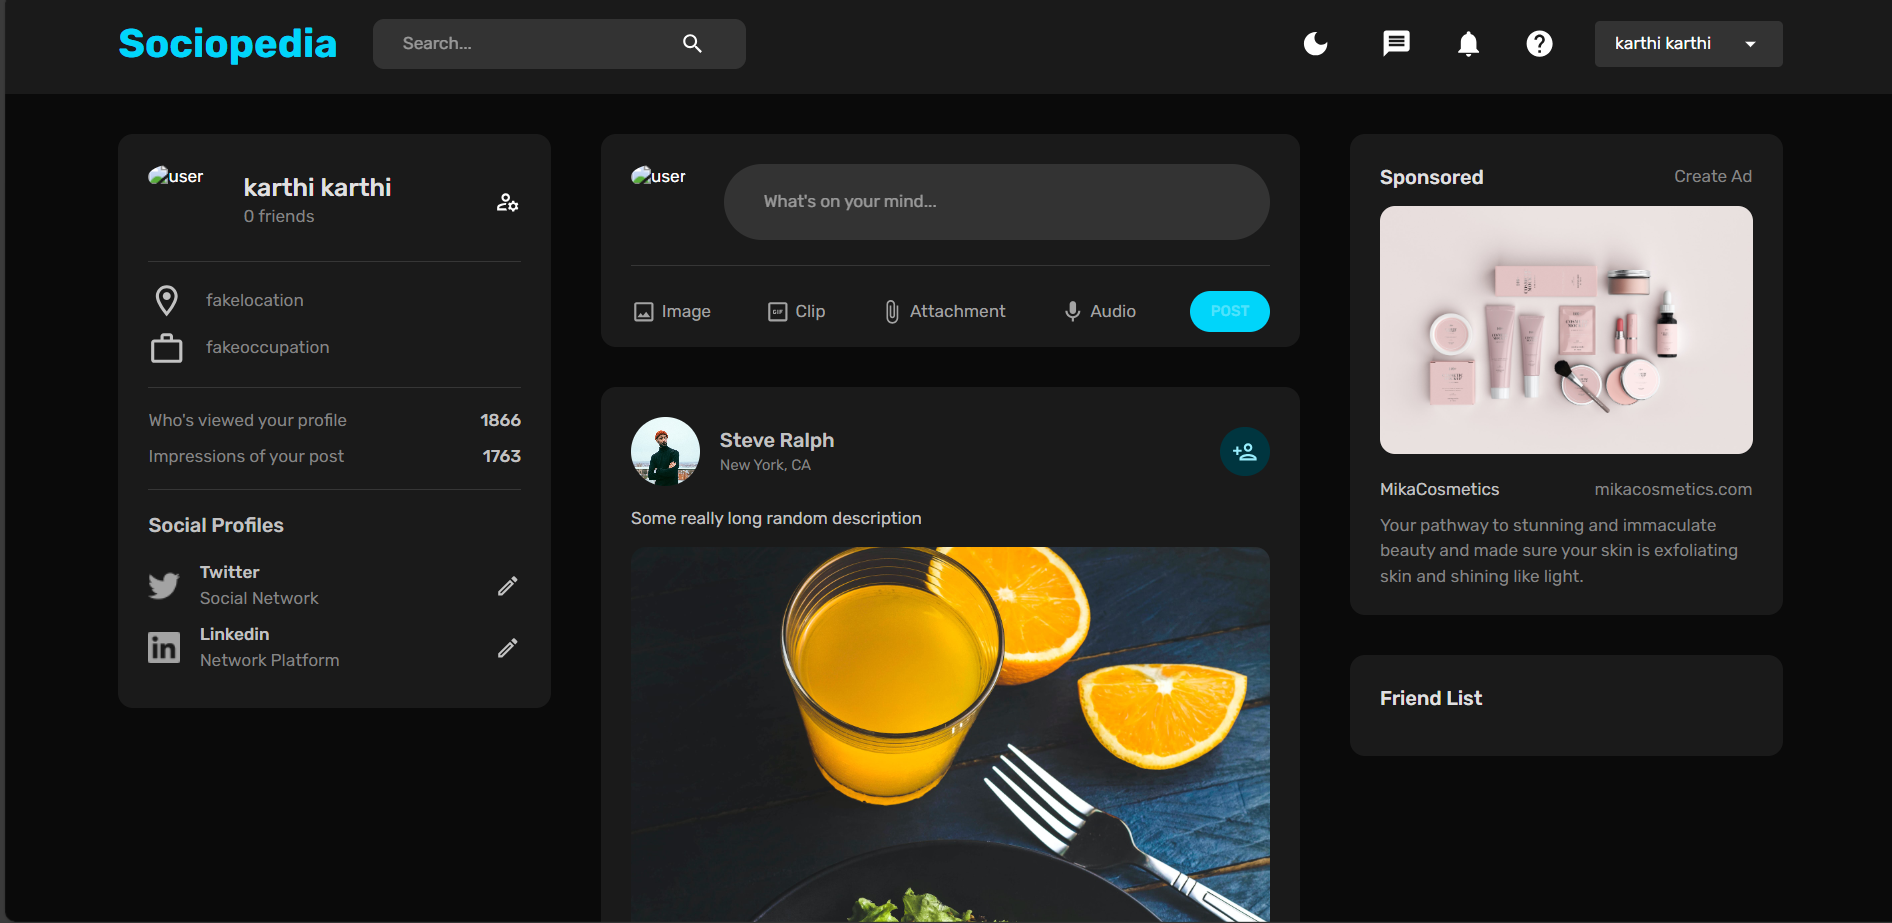 Sociopedia
Search...
karthi karthi
user
karthi karthi
0 friends
fakelocation
fakeoccupation
Who's viewed your profile 1866
Impressions of your post 1763
Social Profiles
Twitter
Social Network
Linkedin
Network Platform
user
What's on your mind...
Image GIF Clip Attachment Audio POST
Steve Ralph
New York, CA
Some really long random description
Sponsored Create Ad
MikaCosmetics mikacosmetics.com
Your pathway to stunning and immaculate
beauty and made sure your skin is exfoliating
skin and shining like light.
Friend List